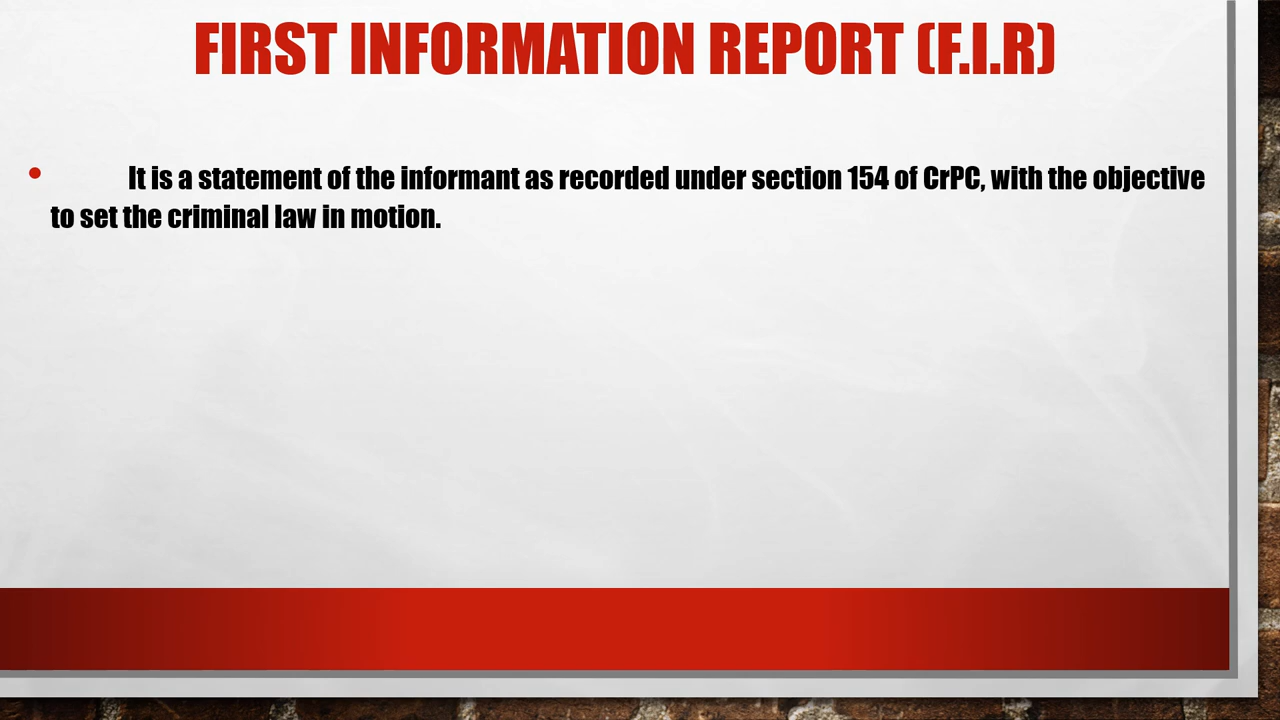 FIRST INFORMATION REPORT (F.I.R)
• It is a statement of the informant as recorded under section 154 of CrPC, with the objective
to set the criminal law in motion.